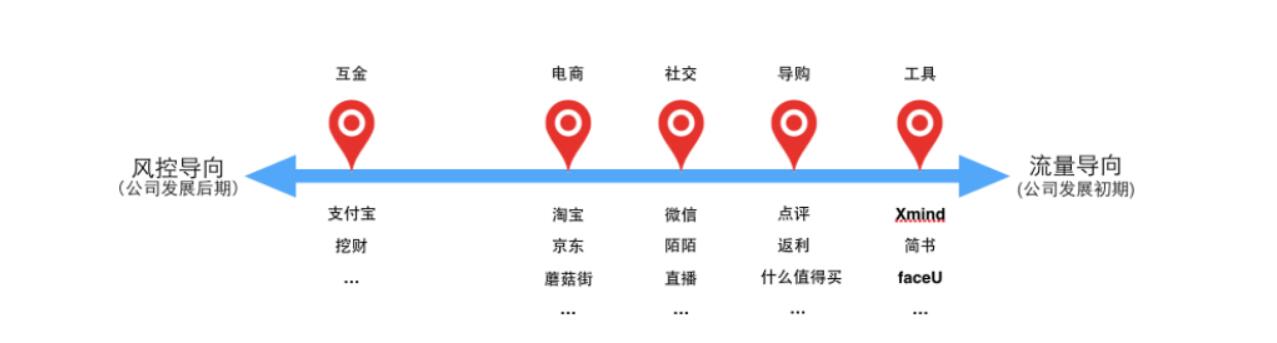 互金 电商 社交 导购 工具
风控导向
（公司发展后期）
流量导向
(公司发展初期)
支付宝 淘宝 微信 点评 Xmind
挖财 京东 陌陌 返利 简书
... 蘑菇街 直播 什么值得买 faceU
... ... ... ...